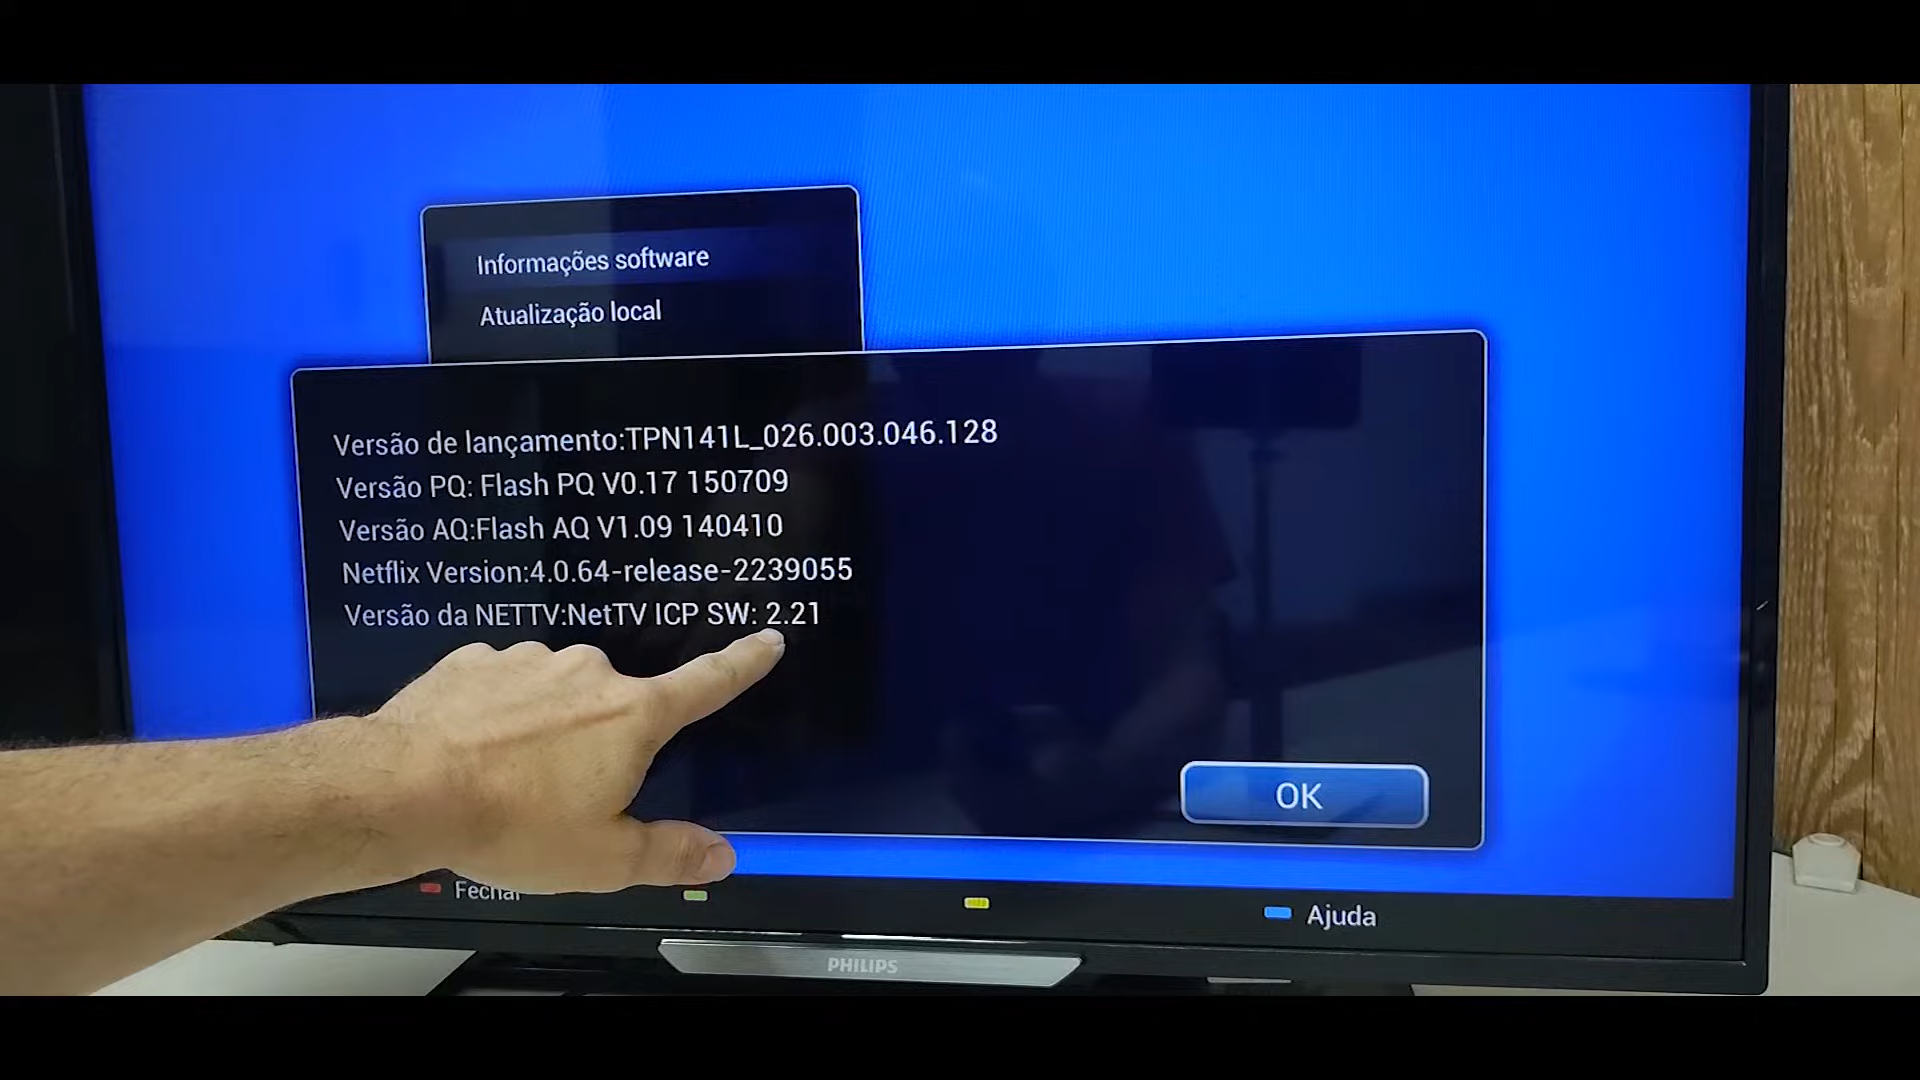 Informações software
Atualização local
Versão de lançamento:TPN141L_026.003.046.128
Versão PQ: Flash PQ V0.17 150709
Versão AQ:Flash AQ V1.09 140410
Netflix Version:4.0.64-release-2239055
Versão da NETTV:NetTV ICP SW: 2.21
OK
Fechar
Ajuda
PHILIPS